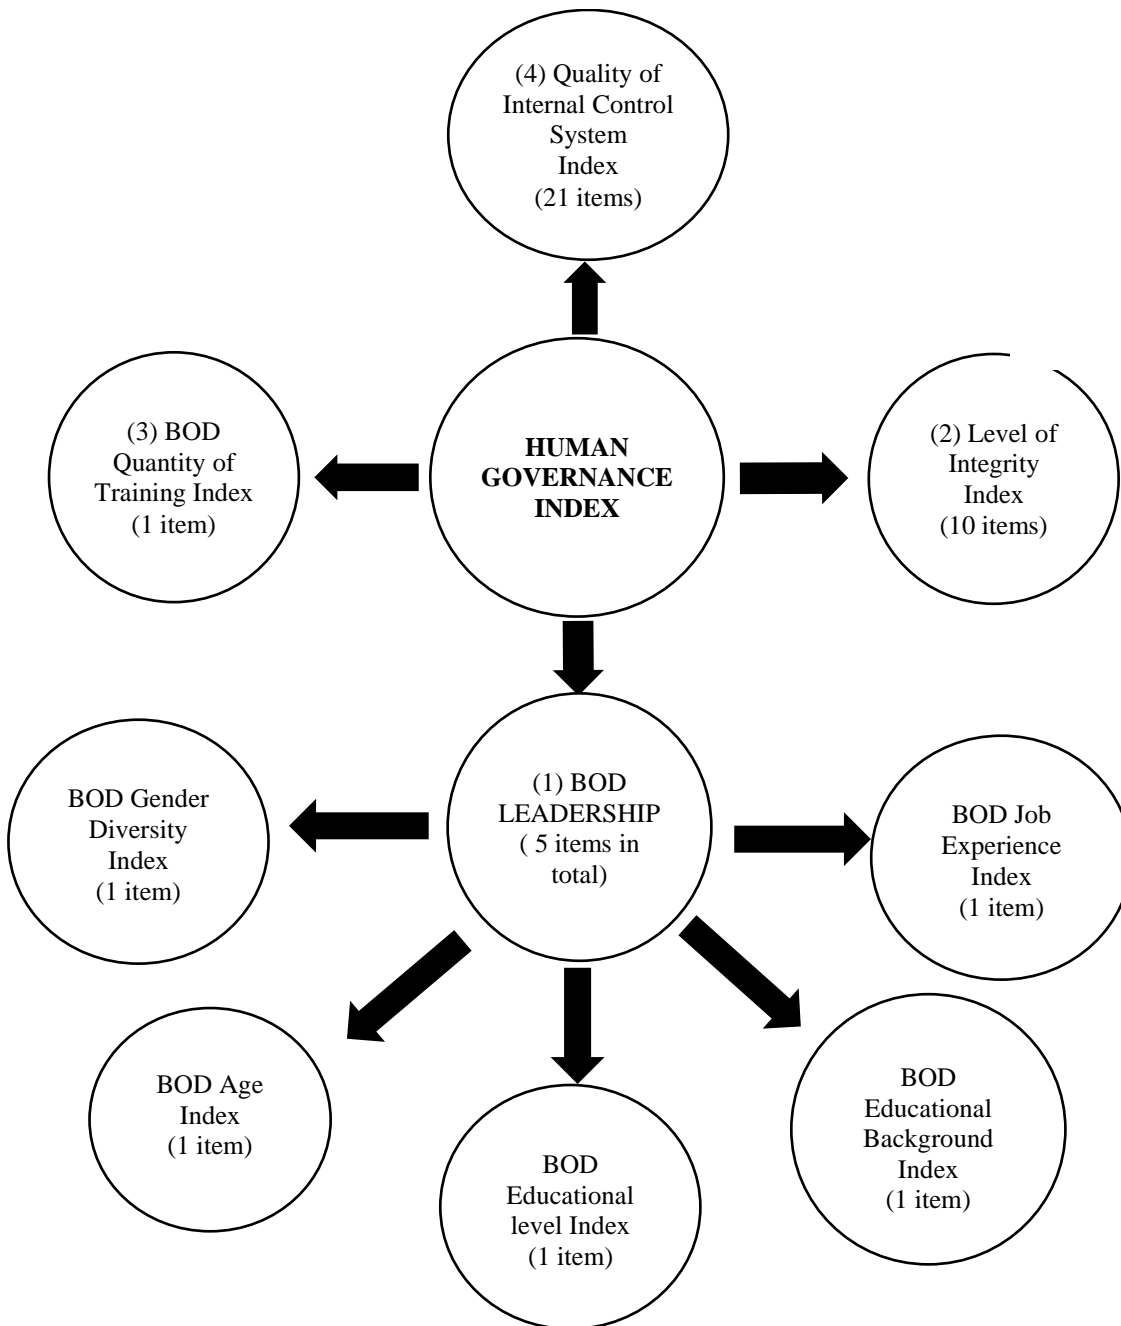 (4) Quality of
Internal Control
System
Index
(21 items)
(3) BOD
Quantity of
Training Index
(1 item)
HUMAN
GOVERNANCE
INDEX
(2) Level of
Integrity
Index
(10 items)
(1) BOD
LEADERSHIP
( 5 items in
total)
BOD Gender
Diversity
Index
(1 item)
BOD Job
Experience
Index
(1 item)
BOD Age
Index
(1 item)
BOD
Educational
level Index
(1 item)
BOD
Educational
Background
Index
(1 item)